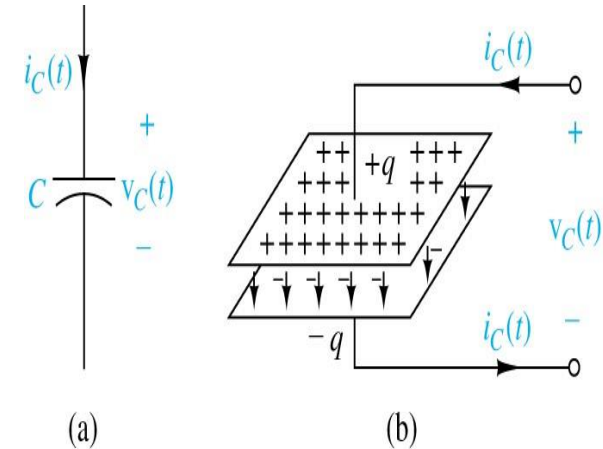 i_C(t)
+
C
v_C(t)
−
(a)
i_C(t)
+
++ +++
+++ +q ++
++++++++
++++++++
v_C(t)
− − − − −
−
− q
i_C(t)
−
(b)